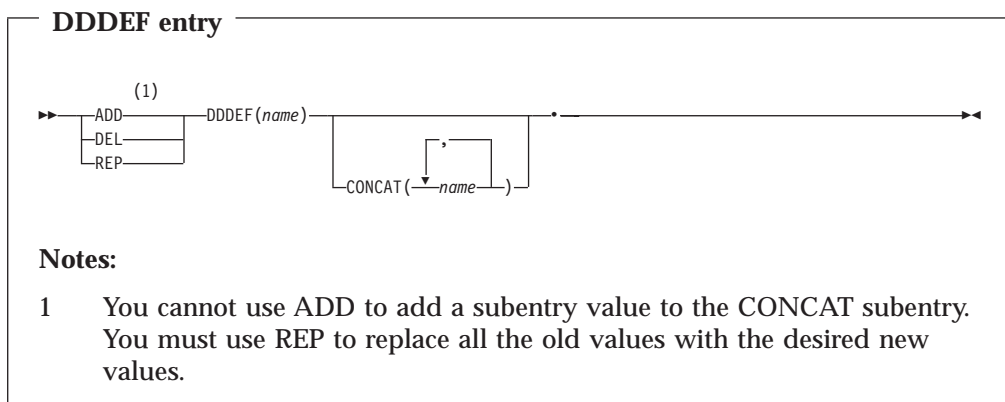 DDDEF entry
(1)
►►ADD DDDEF(name) . ►◄
DEL ,
REP
CONCAT( name )
Notes:
1 You cannot use ADD to add a subentry value to the CONCAT subentry.
You must use REP to replace all the old values with the desired new
values.